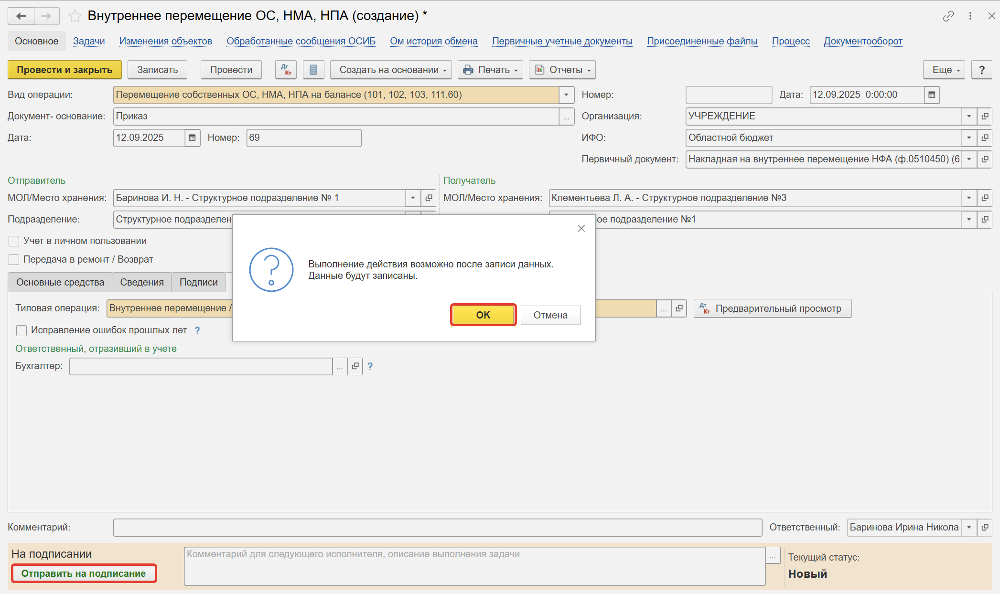 Внутреннее перемещение ОС, НМА, НПА (создание) *
Основное Задачи Изменения объектов Обработанные сообщения ОСИБ Ом история обмена Первичные учетные документы Присоединенные файлы Процесс Документооборот
Провести и закрыть Записать Провести Дт Кт Создать на основании Печать Отчеты Еще ?
Вид операции: Перемещение собственных ОС, НМА, НПА на балансе (101, 102, 103, 111.60) Номер: Дата: 12.09.2025 0:00:00
Документ- основание: Приказ ... Организация: УЧРЕЖДЕНИЕ
Дата: 12.09.2025 Номер: 69 ИФО: Областной бюджет
Первичный документ: Накладная на внутреннее перемещение НФА (ф.0510450) (6
Отправитель Получатель
МОЛ/Место хранения: Баринова И. Н. - Структурное подразделение № 1 МОЛ/Место хранения: Клементьева Л. А. - Структурное подразделение №3
Подразделение: Структурное подразделен ое подразделение №1
Учет в личном пользовании
Передача в ремонт / Возврат
Выполнение действия возможно после записи данных.
Данные будут записаны.
OK Отмена
Основные средства Сведения Подписи
Типовая операция: Внутреннее перемещение / ... Дт Кт Предварительный просмотр
Исправление ошибок прошлых лет ?
Ответственный, отразивший в учете
Бухгалтер: ... ?
Комментарий: Ответственный: Баринова Ирина Никола
На подписании Комментарий для следующего исполнителя, описание выполнения задачи ... Текущий статус:
Отправить на подписание Новый